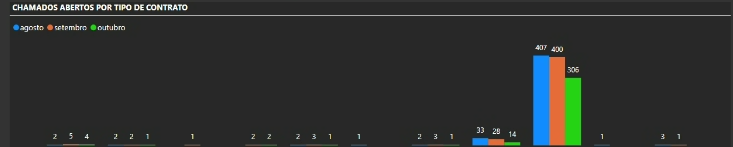 CHAMADOS ABERTOS POR TIPO DE CONTRATO
agosto setembro outubro
407 400 306
33 28 14
2 5 4 2 2 1 1 2 2 2 3 1 1 2 3 1 1 3 1